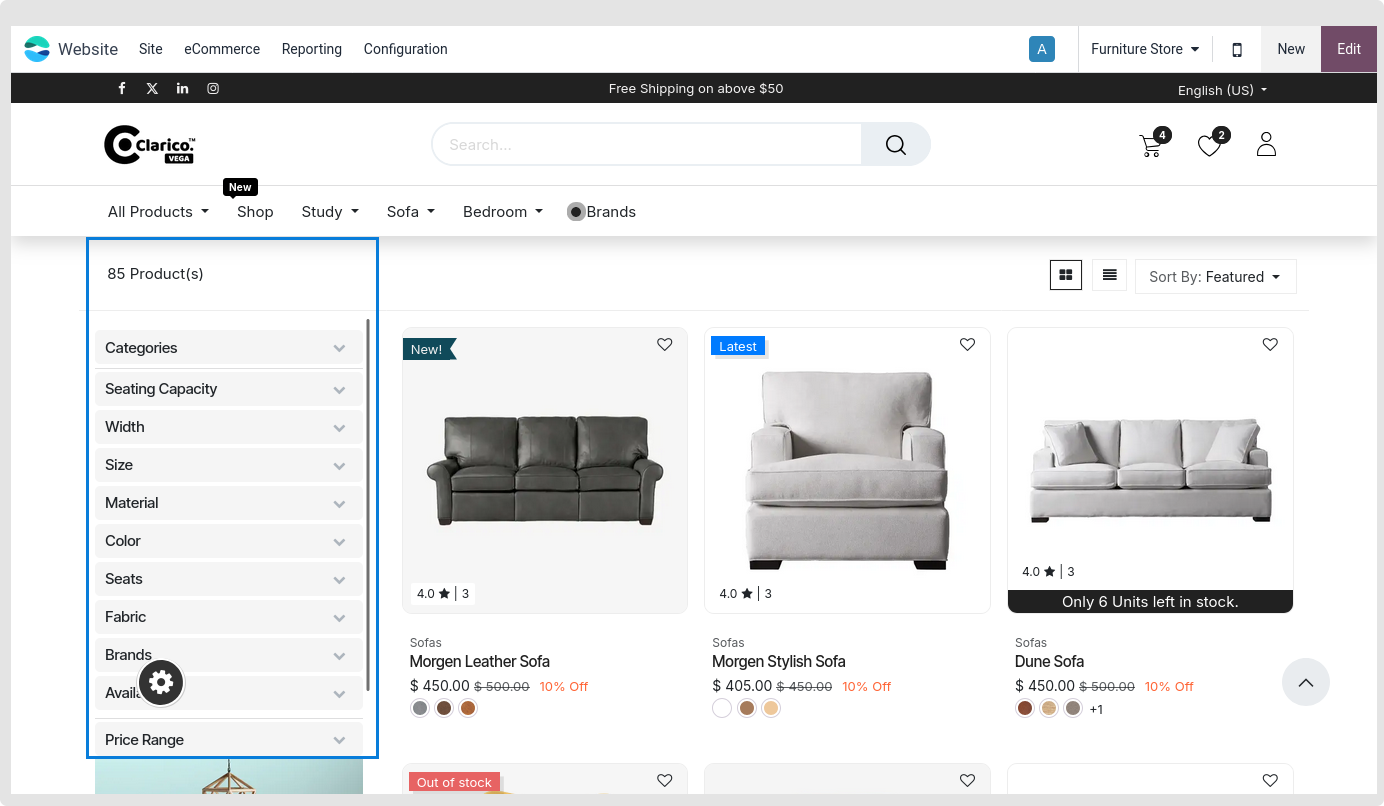 Website Site eCommerce Reporting Configuration A Furniture Store New Edit
Free Shipping on above $50 English (US)
Clarico.™ VEGA Search... 4 2
New
All Products Shop Study Sofa Bedroom Brands
85 Product(s) Sort By: Featured
Categories
Seating Capacity
Width
Size
Material
Color
Seats
Fabric
Brands
Price Range
New! Latest
4.0 | 3 4.0 | 3 4.0 | 3
Only 6 Units left in stock.
Sofas Sofas Sofas
Morgen Leather Sofa Morgen Stylish Sofa Dune Sofa
$ 450.00 $ 500.00 10% Off $ 405.00 $ 450.00 10% Off $ 450.00 $ 500.00 10% Off
+1
Out of stock